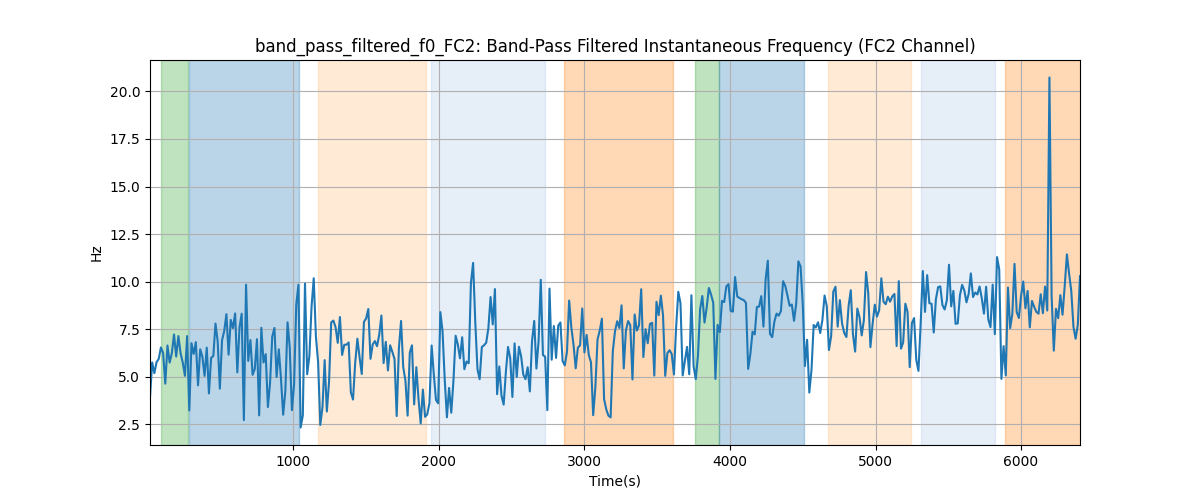 band_pass_filtered_f0_FC2: Band-Pass Filtered Instantaneous Frequency (FC2 Channel)
20.0
17.5
15.0
12.5
10.0
7.5
5.0
2.5
Hz
1000 2000 3000 4000 5000 6000
Time(s)